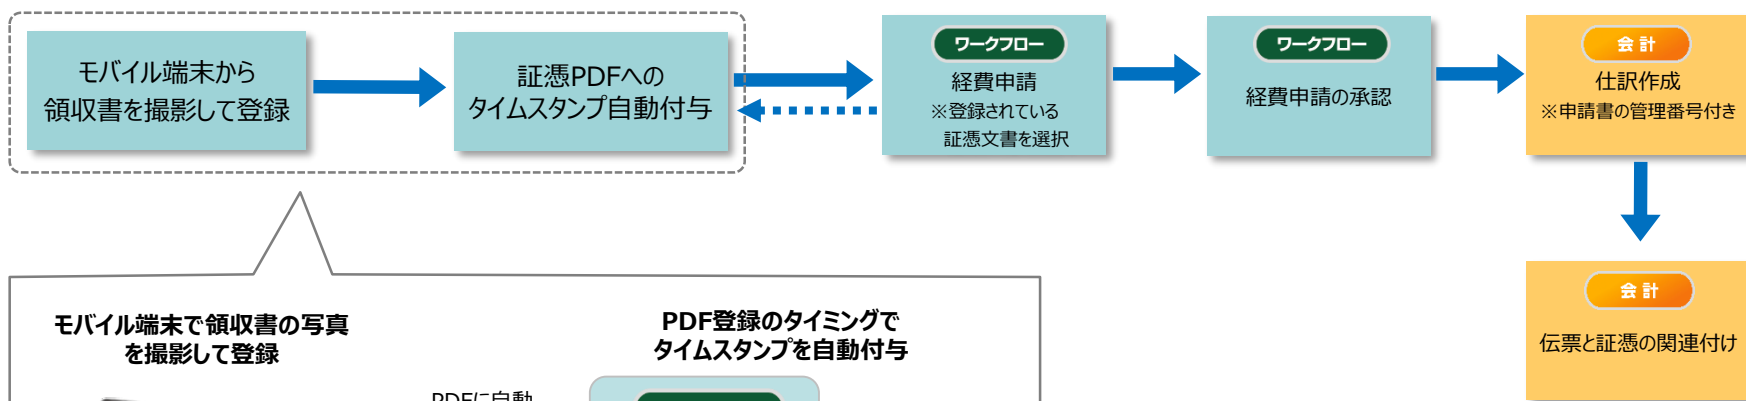 モバイル端末から
領収書を撮影して登録
証憑PDFへの
タイムスタンプ自動付与
ワークフロー
経費申請
※登録されている
証憑文書を選択
ワークフロー
経費申請の承認
会計
仕訳作成
※申請書の管理番号付き
会計
伝票と証憑の関連付け
モバイル端末で領収書の写真
を撮影して登録
PDF登録のタイミングで
タイムスタンプを自動付与
PDFに自動